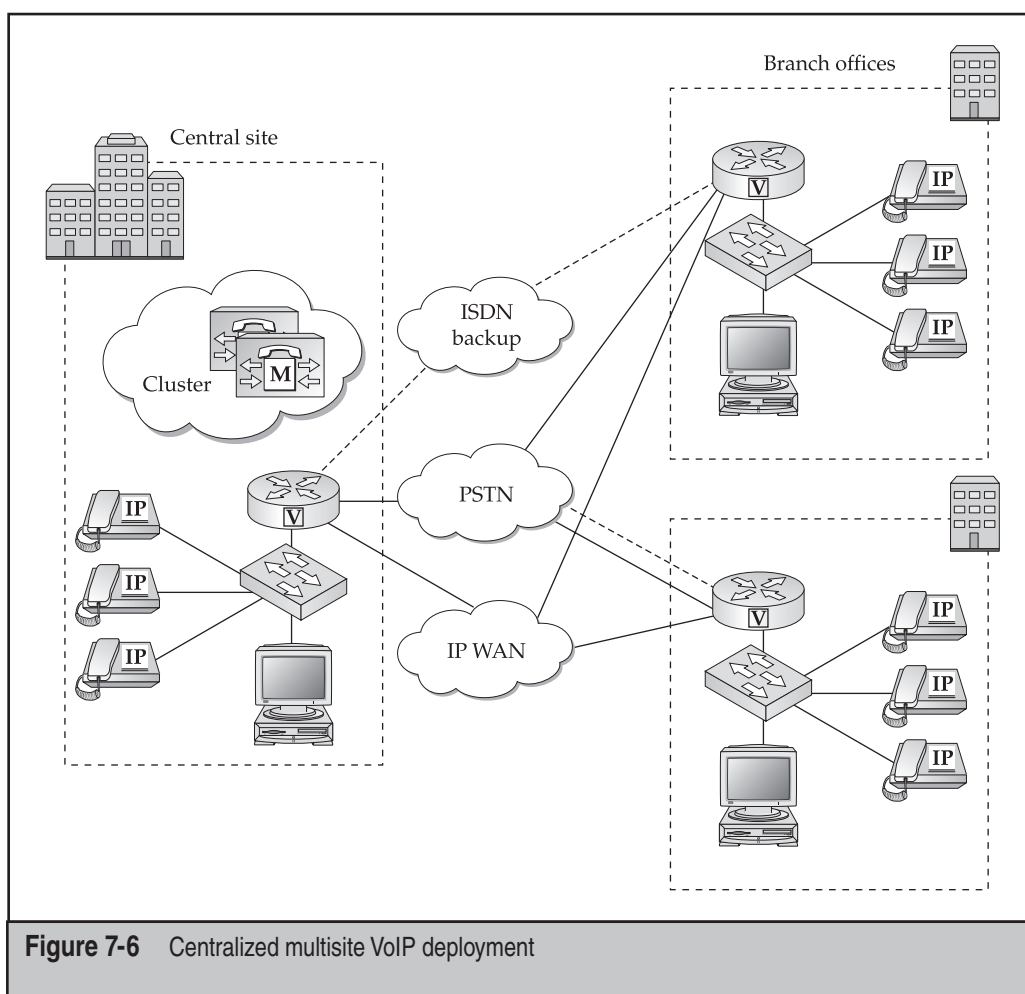 Branch offices
Central site
V
IP
IP
IP
ISDN
backup
Cluster
M
PSTN
V
IP
IP
IP
IP WAN
V
IP
IP
IP
Figure 7-6 Centralized multisite VoIP deployment